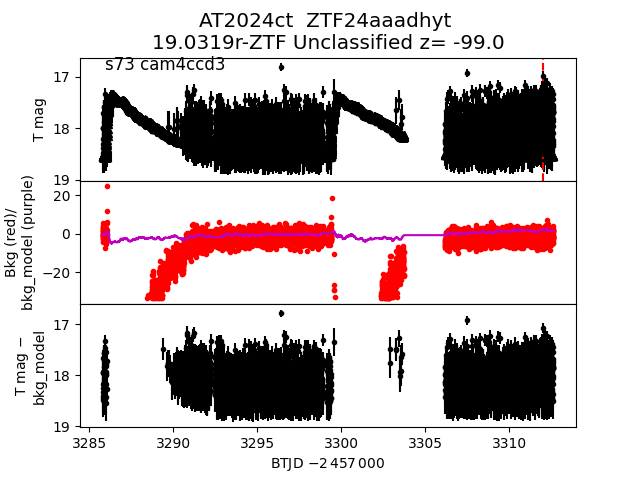 AT2024ct  ZTF24aaadhyt
19.0319r-ZTF Unclassified z= -99.0
s73 cam4ccd3
17
18
19
T mag
20
0
−20
Bkg (red)/
bkg_model (purple)
17
18
19
T mag −
bkg_model
3285
3290
3295
3300
3305
3310
BTJD −2 457 000